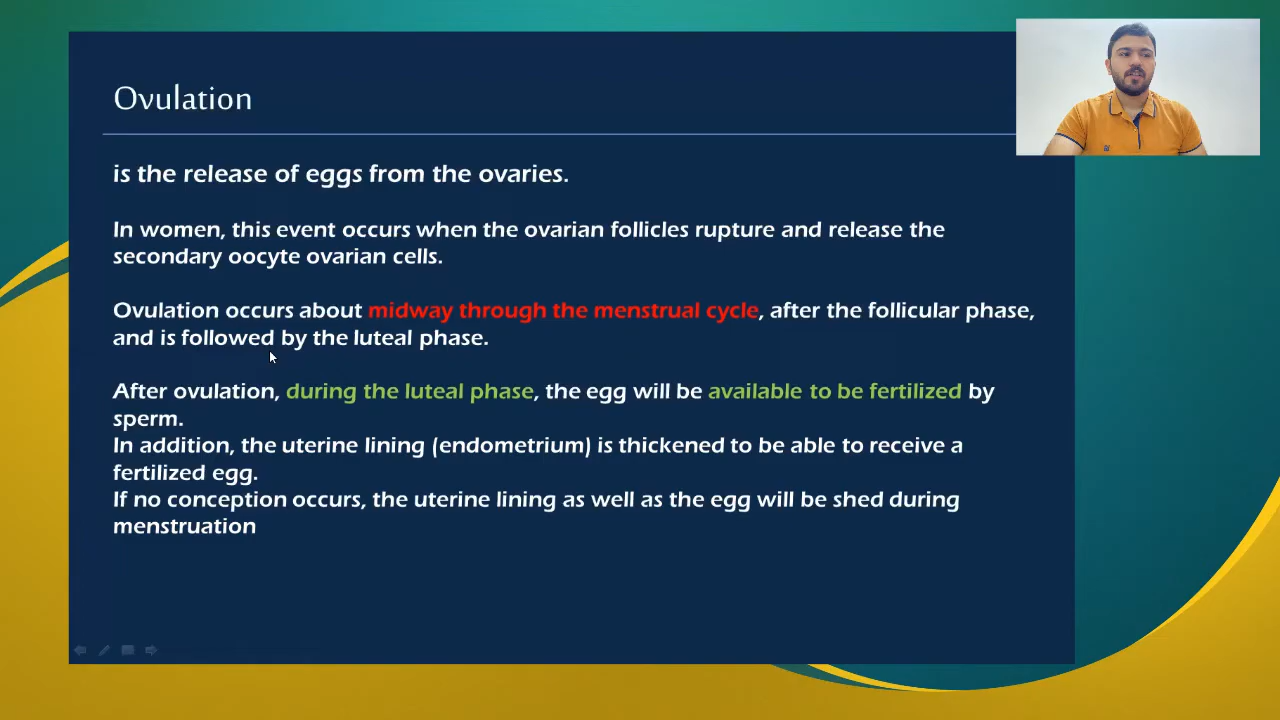 Ovulation
is the release of eggs from the ovaries.
In women, this event occurs when the ovarian follicles rupture and release the
secondary oocyte ovarian cells.
Ovulation occurs about midway through the menstrual cycle, after the follicular phase,
and is followed by the luteal phase.
After ovulation, during the luteal phase, the egg will be available to be fertilized by
sperm.
In addition, the uterine lining (endometrium) is thickened to be able to receive a
fertilized egg.
If no conception occurs, the uterine lining as well as the egg will be shed during
menstruation